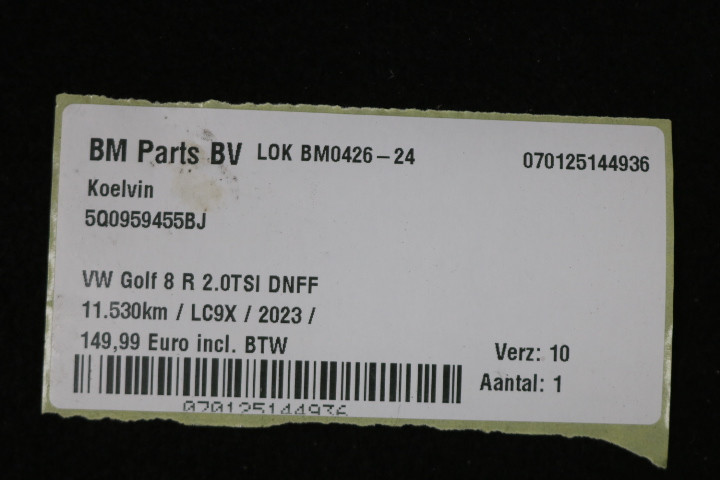 BM Parts BV LOK BM0426-24 070125144936
Koelvin
5Q0959455BJ
VW Golf 8 R 2.0TSI DNFF
11.530km / LC9X / 2023 /
149,99 Euro incl. BTW
Verz: 10
Aantal: 1
070125144936